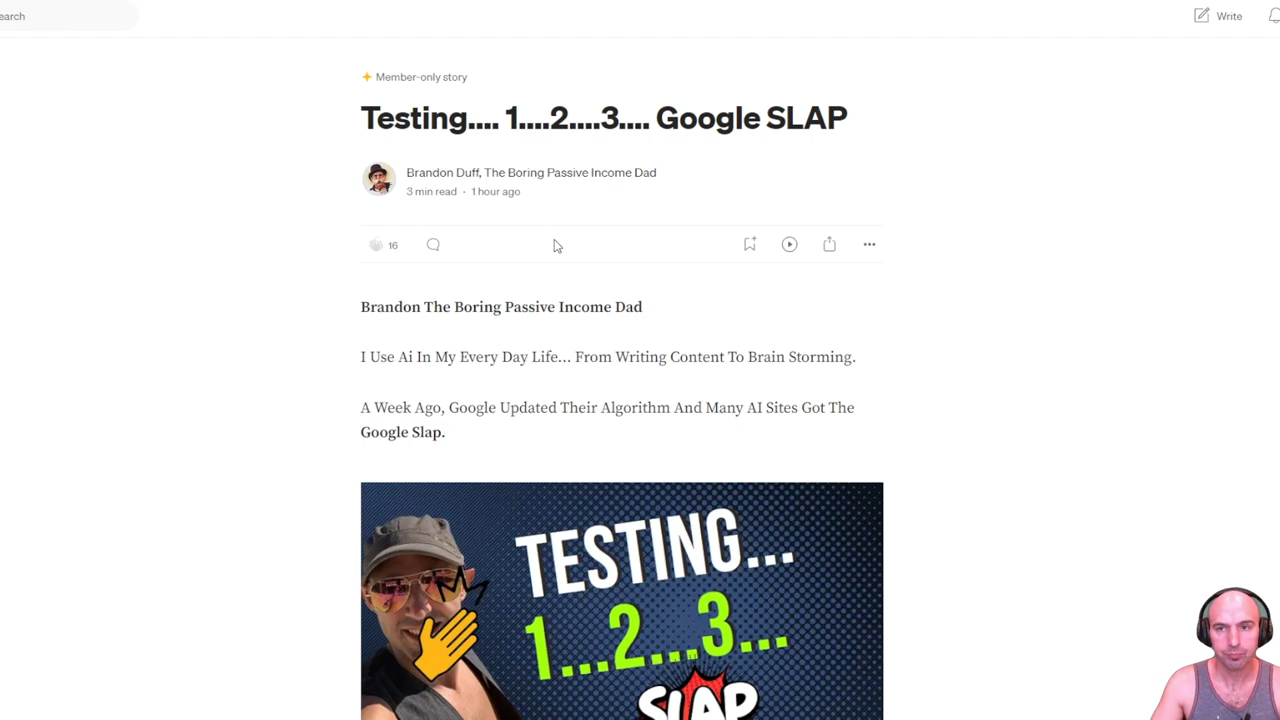 earch
Write
Member-only story
Testing.... 1....2....3.... Google SLAP
Brandon Duff, The Boring Passive Income Dad
3 min read · 1 hour ago
16
Brandon The Boring Passive Income Dad
I Use Ai In My Every Day Life... From Writing Content To Brain Storming.
A Week Ago, Google Updated Their Algorithm And Many AI Sites Got The
Google Slap.
TESTING...
1...2...3...
SLAP